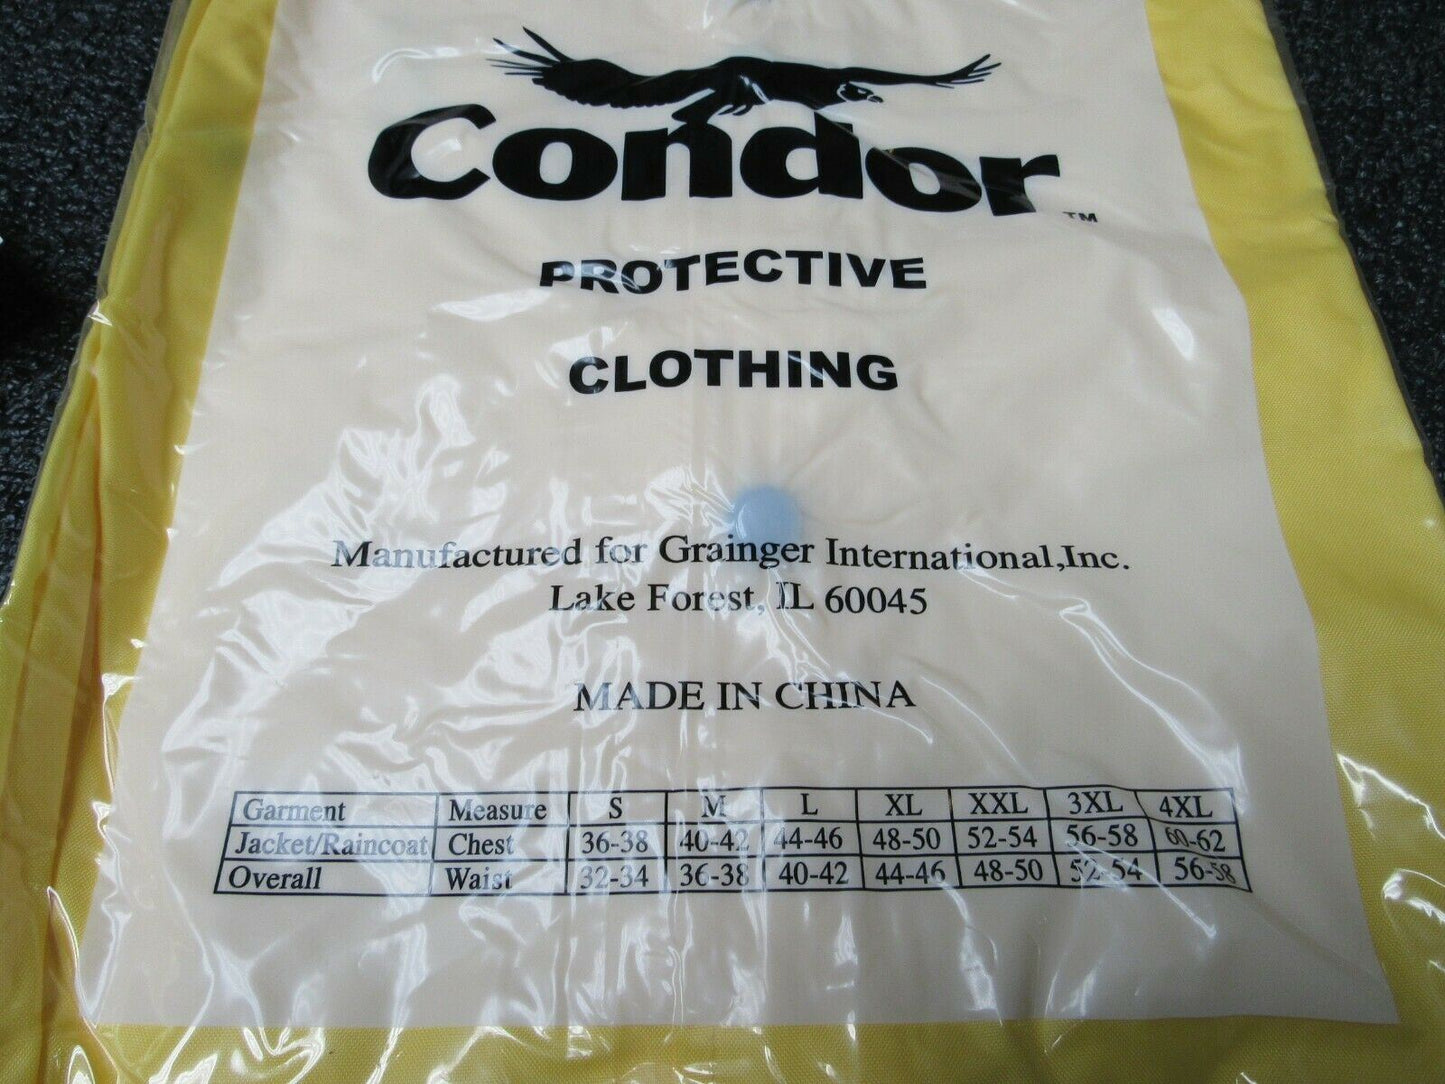 Condor™
PROTECTIVE
CLOTHING
Manufactured for Grainger International,Inc.
Lake Forest, IL 60045
MADE IN CHINA
Garment Measure S M L XL XXL 3XL 4XL
Jacket/Raincoat Chest 36-38 40-42 44-46 48-50 52-54 56-58 60-62
Overall Waist 32-34 36-38 40-42 44-46 48-50 52-54 56-58